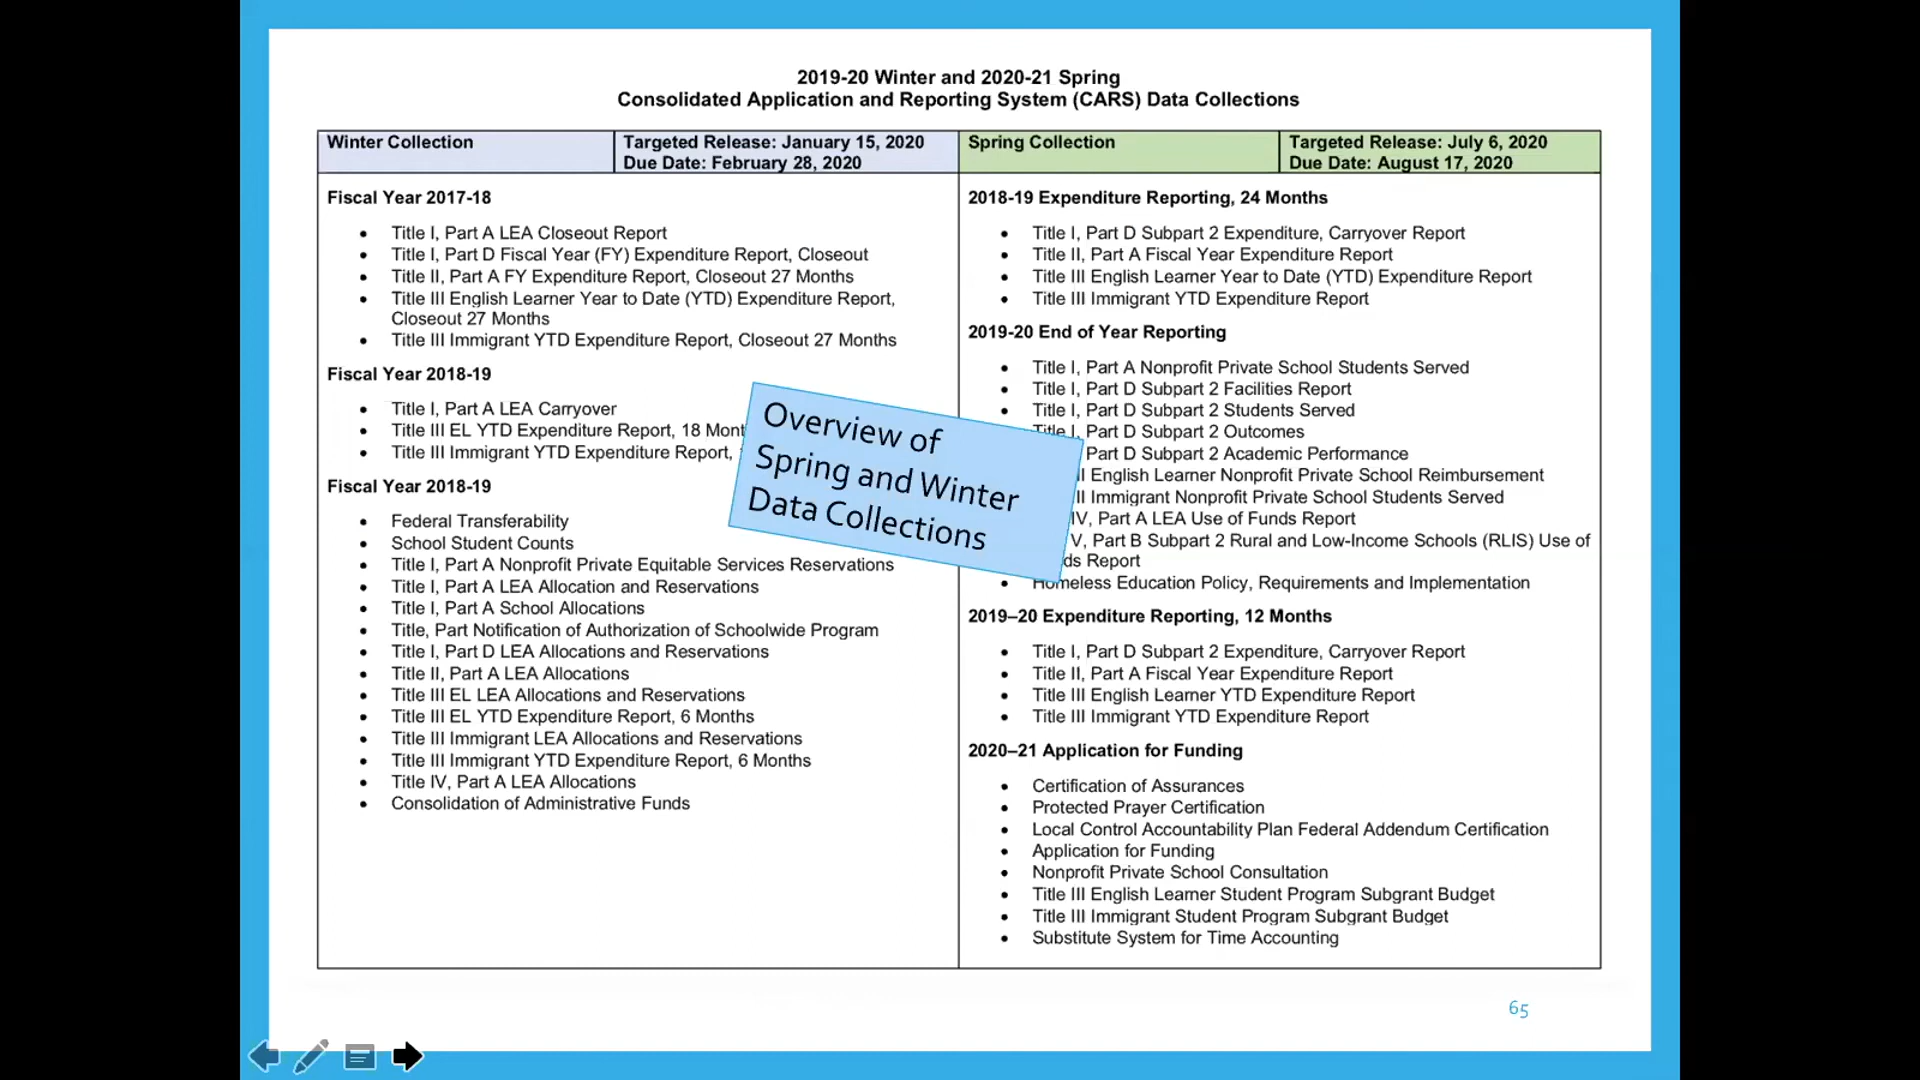 2019-20 Winter and 2020-21 Spring
Consolidated Application and Reporting System (CARS) Data Collections
Winter Collection
Targeted Release: January 15, 2020
Due Date: February 28, 2020
Spring Collection
Targeted Release: July 6, 2020
Due Date: August 17, 2020
Fiscal Year 2017-18
• Title I, Part A LEA Closeout Report
• Title I, Part D Fiscal Year (FY) Expenditure Report, Closeout
• Title II, Part A FY Expenditure Report, Closeout 27 Months
• Title III English Learner Year to Date (YTD) Expenditure Report,
Closeout 27 Months
• Title III Immigrant YTD Expenditure Report, Closeout 27 Months
Fiscal Year 2018-19
• Title I, Part A LEA Carryover
• Title III EL YTD Expenditure Report, 18
• Title III Immigrant YTD Expenditure Report,
Fiscal Year 2018-19
• Federal Transferability
• School Student Counts
• Title I, Part A Nonprofit Private Equitable Services Reservations
• Title I, Part A LEA Allocation and Reservations
• Title I, Part A School Allocations
• Title, Part Notification of Authorization of Schoolwide Program
• Title I, Part D LEA Allocations and Reservations
• Title II, Part A LEA Allocations
• Title III EL LEA Allocations and Reservations
• Title III EL YTD Expenditure Report, 6 Months
• Title III Immigrant LEA Allocations and Reservations
• Title III Immigrant YTD Expenditure Report, 6 Months
• Title IV, Part A LEA Allocations
• Consolidation of Administrative Funds
Overview of
Spring and Winter
Data Collections
2018-19 Expenditure Reporting, 24 Months
• Title I, Part D Subpart 2 Expenditure, Carryover Report
• Title II, Part A Fiscal Year Expenditure Report
• Title III English Learner Year to Date (YTD) Expenditure Report
• Title III Immigrant YTD Expenditure Report
2019-20 End of Year Reporting
• Title I, Part A Nonprofit Private School Students Served
• Title I, Part D Subpart 2 Facilities Report
• Title I, Part D Subpart 2 Students Served
Title I, Part D Subpart 2 Outcomes
Part D Subpart 2 Academic Performance
English Learner Nonprofit Private School Reimbursement
Immigrant Nonprofit Private School Students Served
IV, Part A LEA Use of Funds Report
V, Part B Subpart 2 Rural and Low-Income Schools (RLIS) Use of
Report
• Homeless Education Policy, Requirements and Implementation
2019–20 Expenditure Reporting, 12 Months
• Title I, Part D Subpart 2 Expenditure, Carryover Report
• Title II, Part A Fiscal Year Expenditure Report
• Title III English Learner YTD Expenditure Report
• Title III Immigrant YTD Expenditure Report
2020–21 Application for Funding
• Certification of Assurances
• Protected Prayer Certification
• Local Control Accountability Plan Federal Addendum Certification
• Application for Funding
• Nonprofit Private School Consultation
• Title III English Learner Student Program Subgrant Budget
• Title III Immigrant Student Program Subgrant Budget
• Substitute System for Time Accounting
65